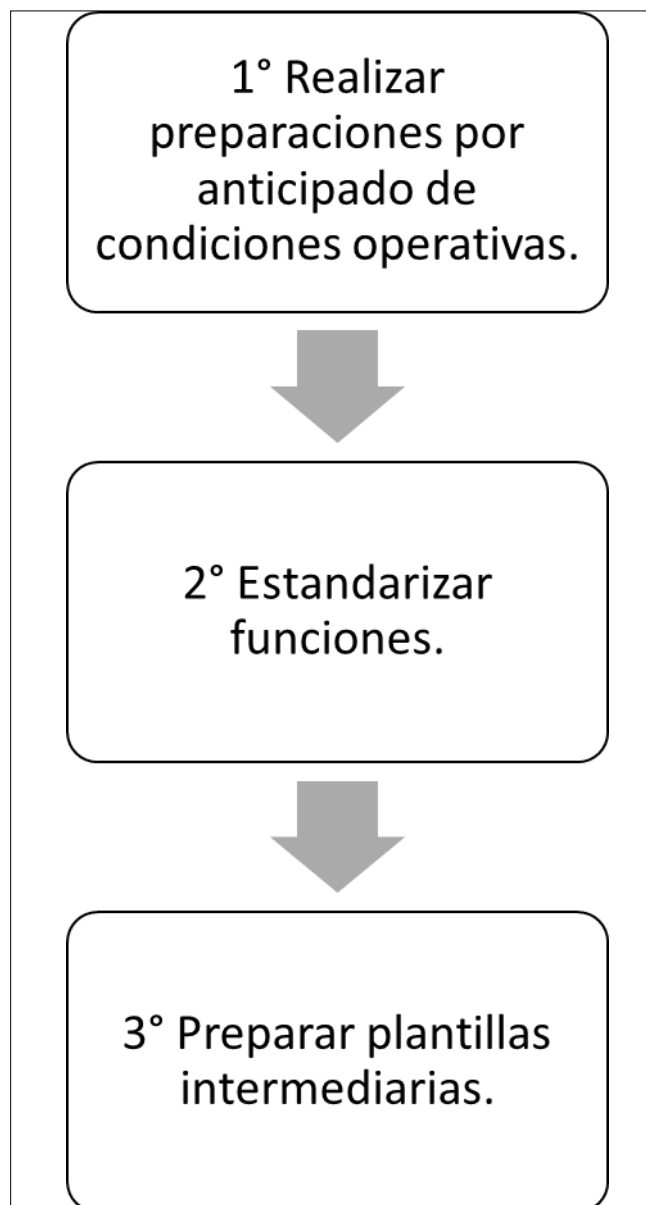 1° Realizar
preparaciones por
anticipado de
condiciones operativas.
2° Estandarizar
funciones.
3° Preparar plantillas
intermediarias.